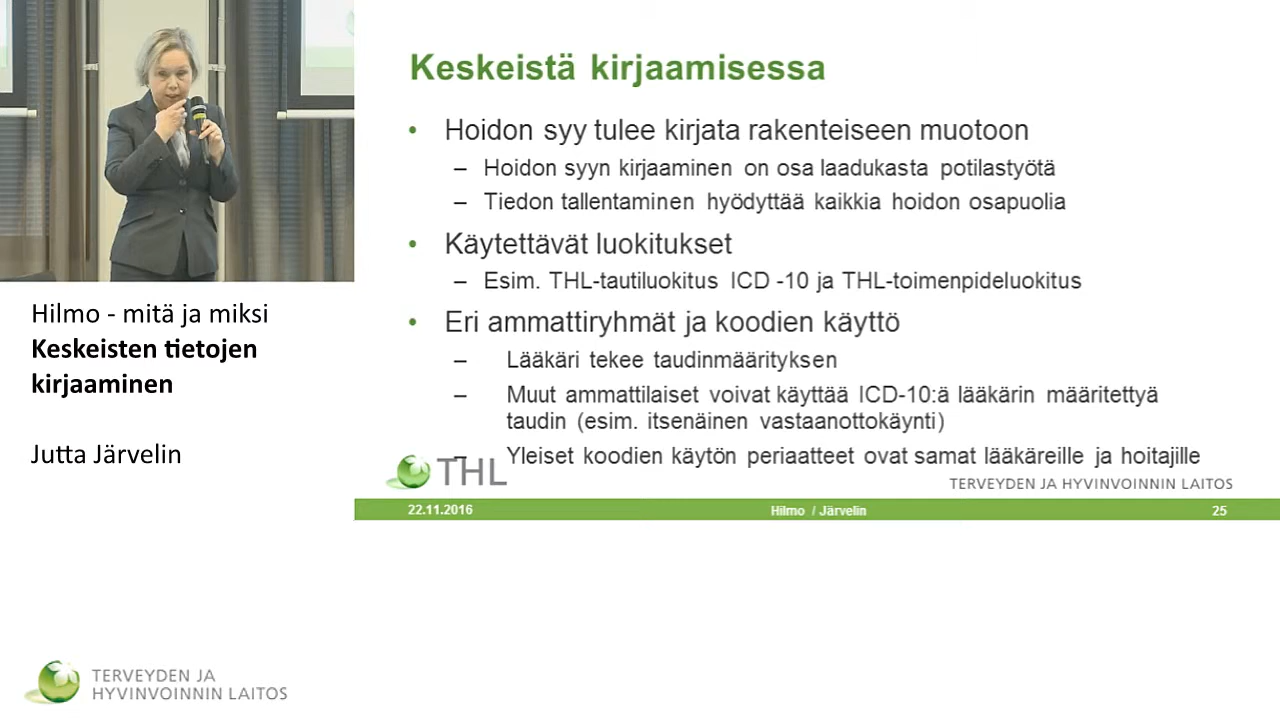 Hilmo - mitä ja miksi
Keskeisten tietojen
kirjaaminen
Jutta Järvelin
Keskeistä kirjaamisessa
• Hoidon syy tulee kirjata rakenteiseen muotoon
– Hoidon syyn kirjaaminen on osa laadukasta potilastyötä
– Tiedon tallentaminen hyödyttää kaikkia hoidon osapuolia
• Käytettävät luokitukset
– Esim. THL-tautiluokitus ICD -10 ja THL-toimenpideluokitus
• Eri ammattiryhmät ja koodien käyttö
– Lääkäri tekee taudinmäärityksen
– Muut ammattilaiset voivat käyttää ICD-10:ä lääkärin määritettyä
taudin (esim. itsenäinen vastaanottokäynti)
– Yleiset koodien käytön periaatteet ovat samat lääkäreille ja hoitajille
THL
TERVEYDEN JA HYVINVOINNIN LAITOS
22.11.2016 Hilmo / Järvelin 25
TERVEYDEN JA
HYVINVOINNIN LAITOS